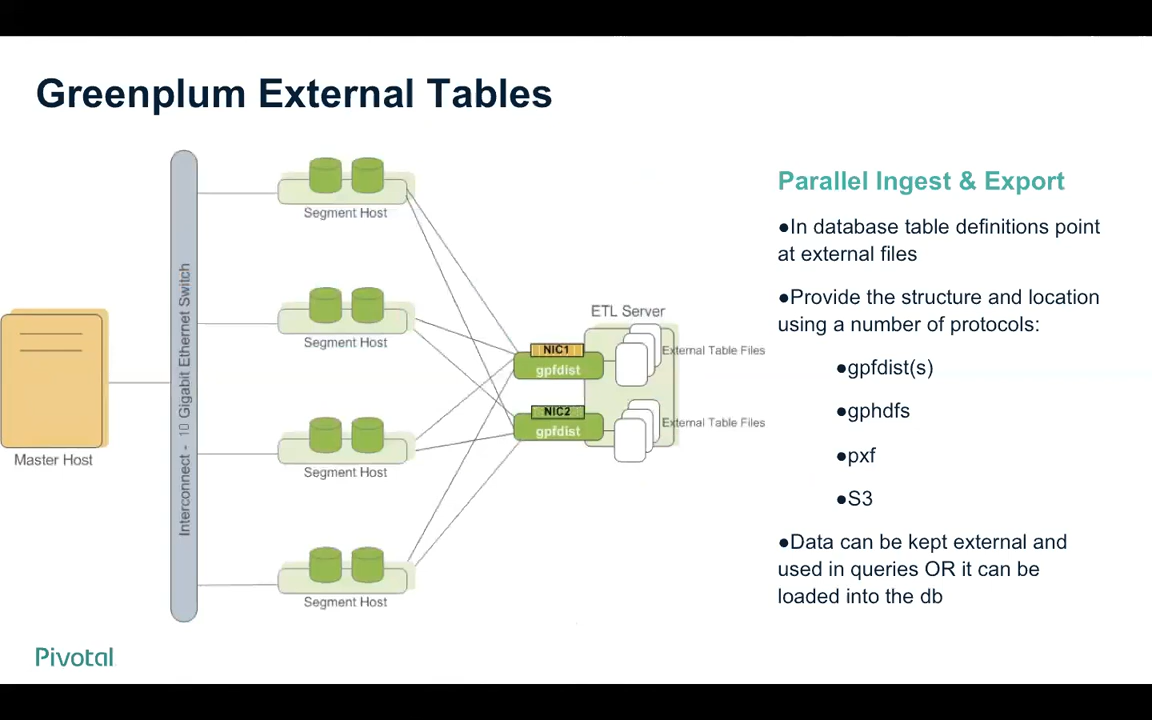 Greenplum External Tables
Interconnect - 10 Gigabit Ethernet Switch
Master Host
Segment Host
Segment Host
Segment Host
Segment Host
ETL Server
NIC1
gpfdist
External Table Files
NIC2
gpfdist
External Table Files
Parallel Ingest & Export
●In database table definitions point
at external files
●Provide the structure and location
using a number of protocols:
●gpfdist(s)
●gphdfs
●pxf
●S3
●Data can be kept external and
used in queries OR it can be
loaded into the db
Pivotal